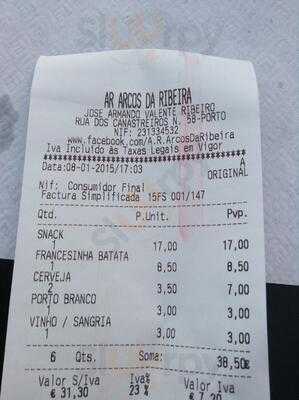 AR ARCOS DA RIBEIRA
JOSE ARMANDO VALENTE RIBEIRO
RUA DOS CANASTREIROS N. 58-PORTO
NIF: 231334532
www.facebook.com/A.R.ArcosDaRibeira
Iva Incluído às Taxas Legais em Vigor
****************************************
Data:08-01-2015/17:03 A
ORIGINAL
Nif: Consumidor Final
Factura Simplificada 15FS 001/147
Qtd. P.Unit. Pvp.
SNACK
1 17,00 17,00
FRANCESINHA BATATA
1 8,50 8,50
CERVEJA
2 3,50 7,00
PORTO BRANCO
1 3,00 3,00
VINHO / SANGRIA
1 3,00 3,00
6 Qts. Soma: 38,50€
Valor S/Iva Iva% Valor Iva
€ 31,30 23 % € 7,20